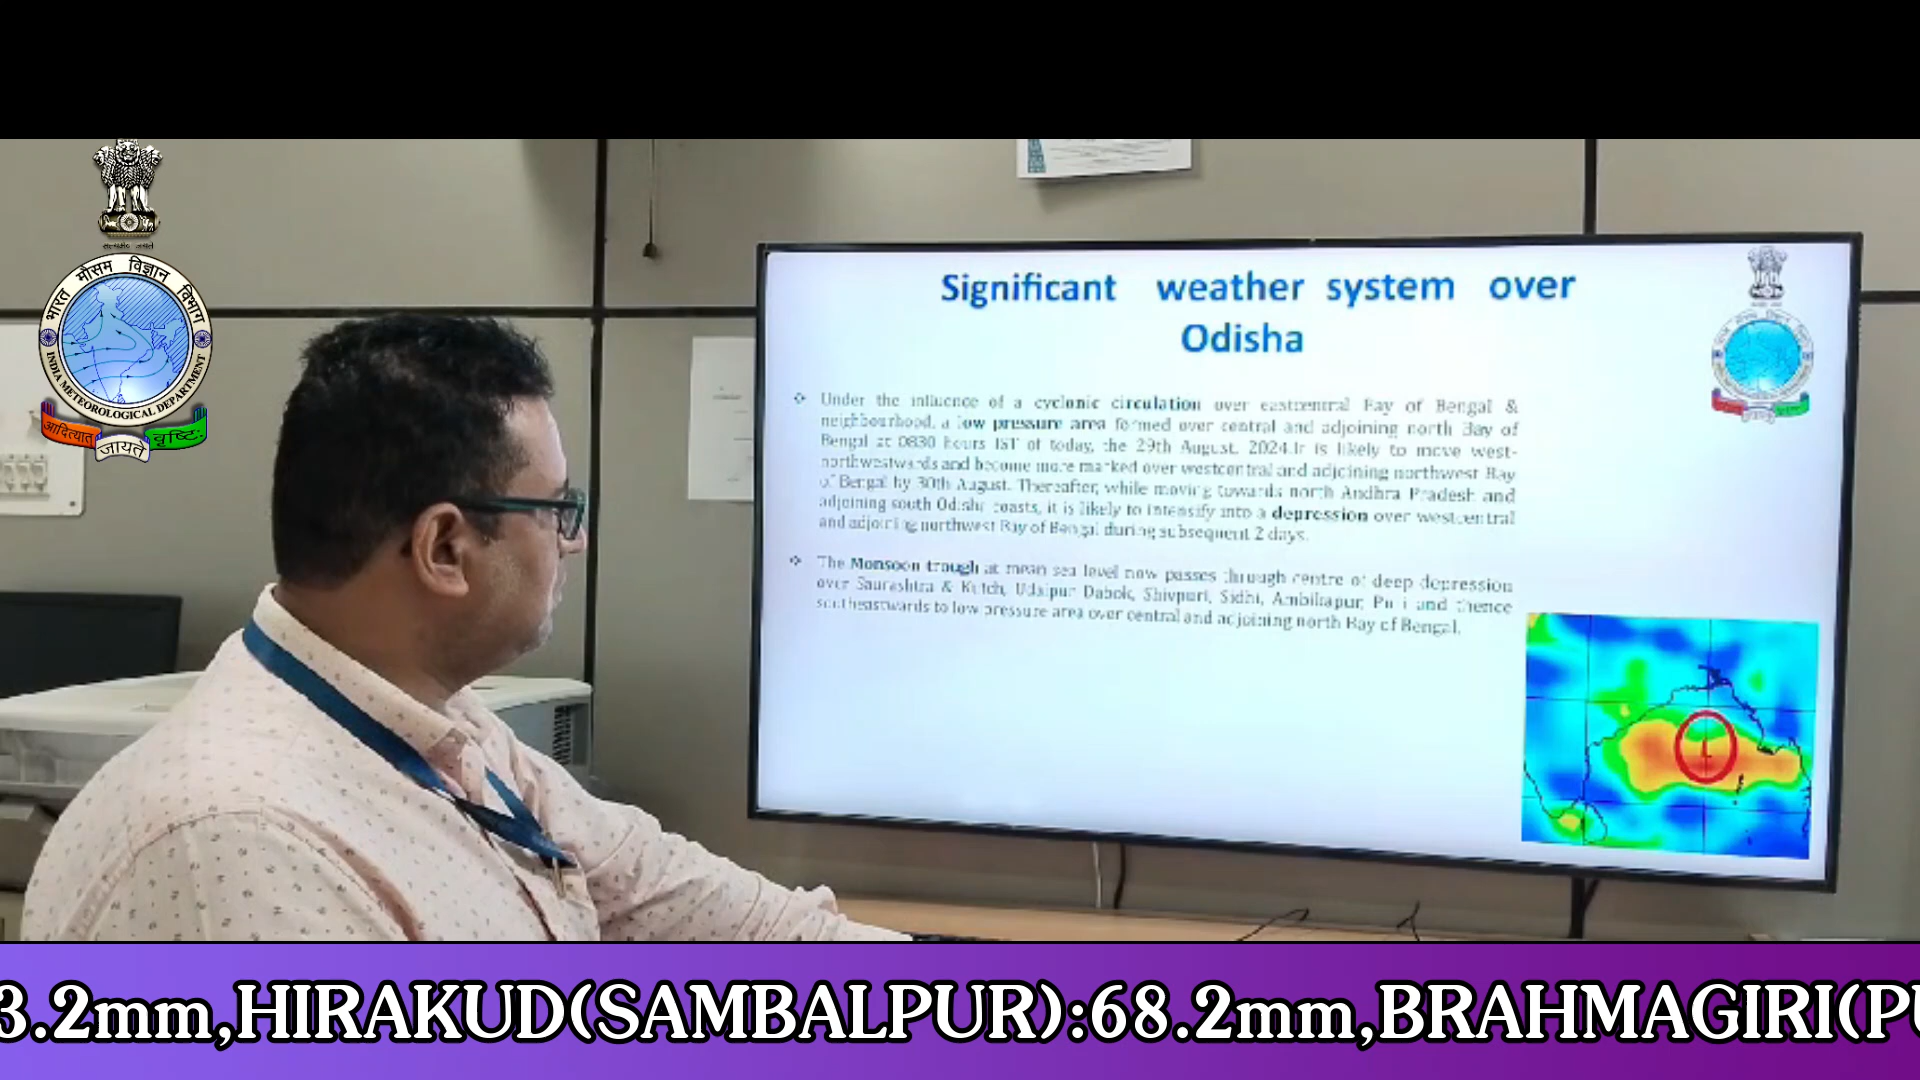 सत्यमेव जयते
भारत मौसम विज्ञान विभाग
INDIA METEOROLOGICAL DEPARTMENT
आदित्यात्
जायते
वृष्टिः
Significant weather system over
Odisha
Under the influence of a cyclonic circulation over eastcentral Bay of Bengal &
neighbourhood, a low pressure area formed over central and adjoining north Bay of
Bengal at 0830 hours IST of today, the 29th August, 2024.It is likely to move west-
northwestwards and become more marked over westcentral and adjoining northwest Bay
of Bengal by 30th August. Thereafter, while moving towards north Andhra Pradesh and
adjoining south Odisha coasts, it is likely to intensify into a depression over westcentral
and adjoining northwest Bay of Bengal during subsequent 2 days.
The Monsoon trough at mean sea level now passes through centre of deep depression
over Saurashtra & Kutch, Udaipur Dabok, Shivpuri, Sidhi, Ambikapur, Puri and thence
southeastwards to low pressure area over central and adjoining north Bay of Bengal.
L
3.2mm,HIRAKUD(SAMBALPUR):68.2mm,BRAHMAGIRI(PU